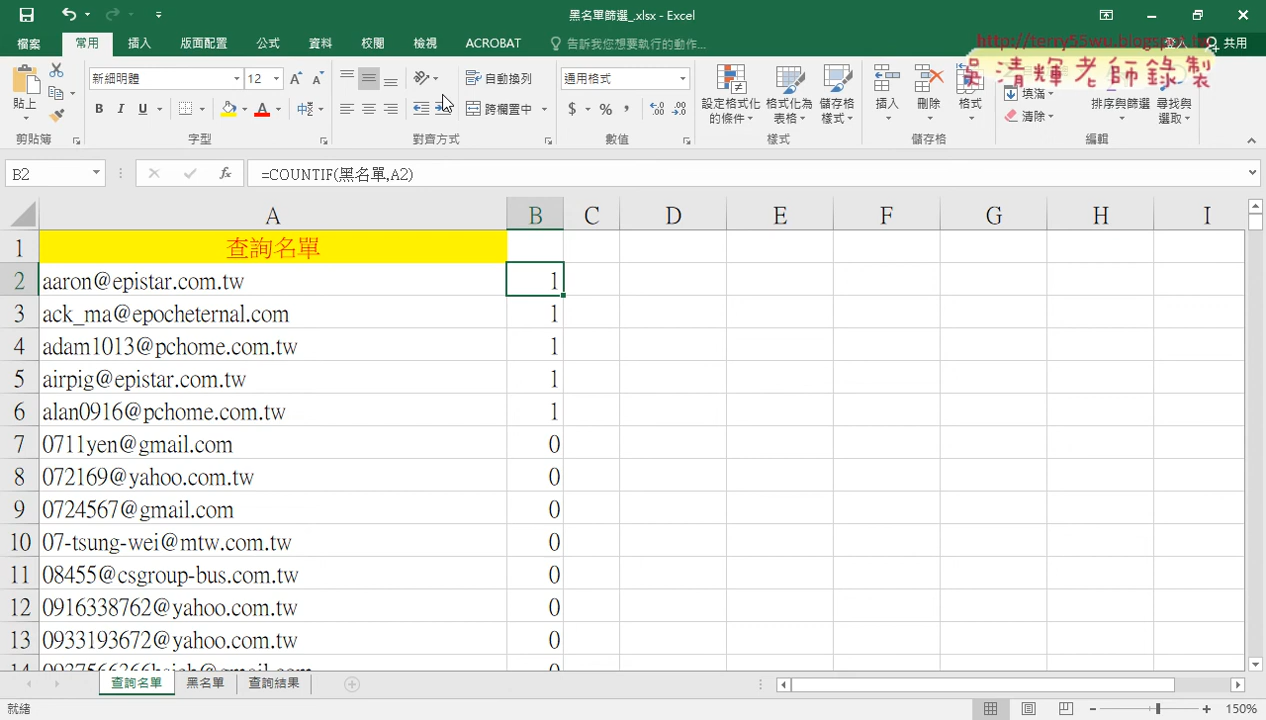 黑名單篩選_.xlsx - Excel
http://terry55wu.blogspot.tw
吳清輝老師錄製
檔案 常用 插入 版面配置 公式 資料 校閱 檢視 ACROBAT 告訴我您想要執行的動作... 登入 共用
貼上 新細明體 12 自動換列 通用格式 設定格式化的條件 格式化為表格 儲存格樣式 插入 刪除 格式 填滿 排序與篩選 尋找與選取
B I U 跨欄置中 $ % , 清除
剪貼簿 字型 對齊方式 數值 樣式 儲存格 編輯
B2 fx =COUNTIF(黑名單,A2)
A B C D E F G H I
1 查詢名單
2 aaron@epistar.com.tw 1
3 ack_ma@epocheternal.com 1
4 adam1013@pchome.com.tw 1
5 airpig@epistar.com.tw 1
6 alan0916@pchome.com.tw 1
7 0711yen@gmail.com 0
8 072169@yahoo.com.tw 0
9 0724567@gmail.com 0
10 07-tsung-wei@mtw.com.tw 0
11 08455@csgroup-bus.com.tw 0
12 0916338762@yahoo.com.tw 0
13 0933193672@yahoo.com.tw 0
14
查詢名單 黑名單 查詢結果
就緒 150%